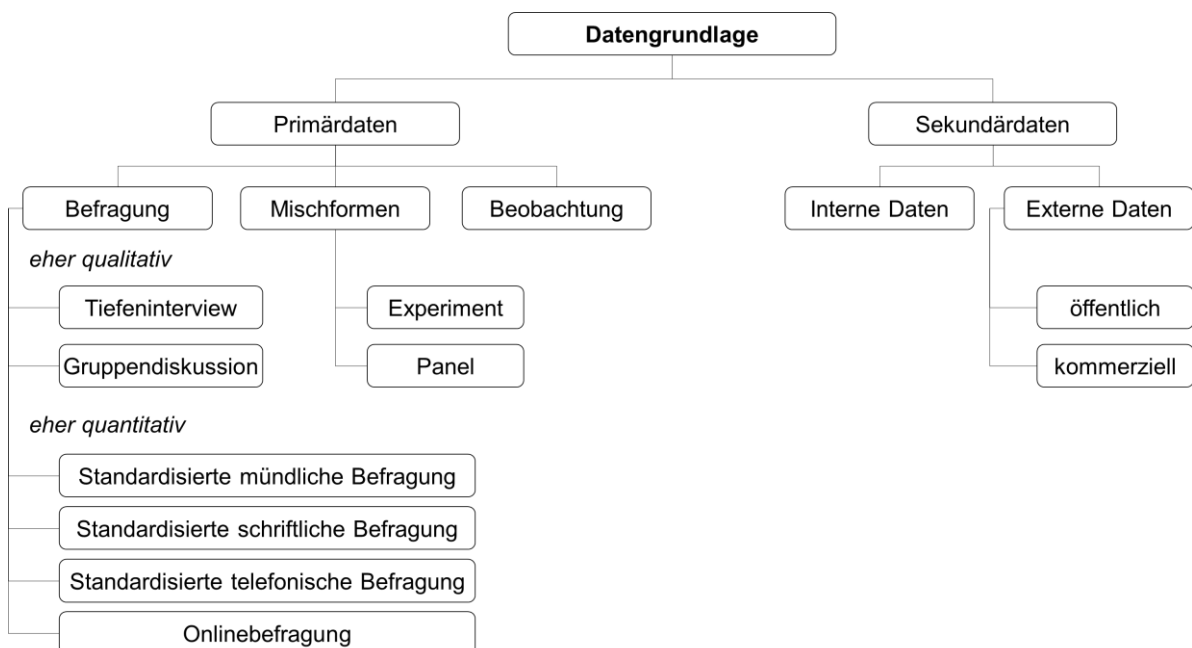 Datengrundlage
Primärdaten
Sekundärdaten
Befragung
Mischformen
Beobachtung
Interne Daten
Externe Daten
eher qualitativ
Tiefeninterview
Experiment
öffentlich
Gruppendiskussion
Panel
kommerziell
eher quantitativ
Standardisierte mündliche Befragung
Standardisierte schriftliche Befragung
Standardisierte telefonische Befragung
Onlinebefragung